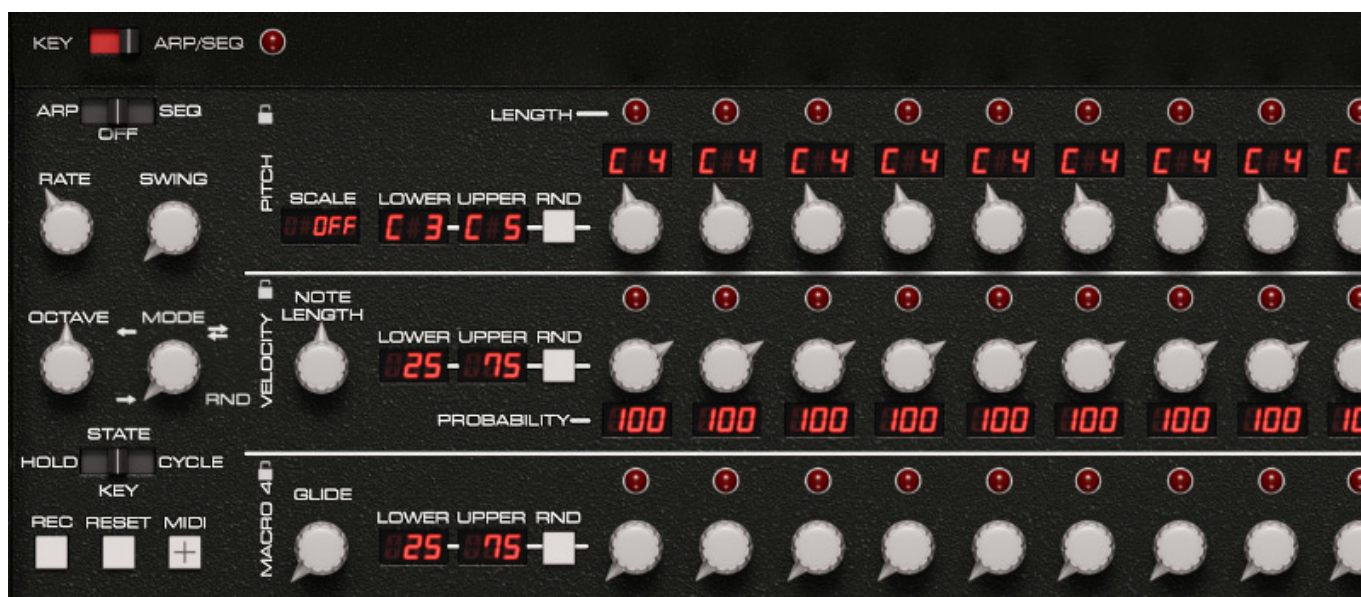 KEY ARP/SEQ
ARP SEQ
OFF
LENGTH
C 4 C 4 C 4 C 4 C 4 C 4 C 4 C 4 C
RATE SWING
PITCH
SCALE LOWER UPPER RND
OFF C 3 - C 5
OCTAVE MODE
RND
VELOCITY
NOTE
LENGTH
LOWER UPPER RND
25 - 75
PROBABILITY
100 100 100 100 100 100 100 100 10
STATE
HOLD CYCLE
KEY
REC RESET MIDI
+
MACRO 4
GLIDE
LOWER UPPER RND
25 - 75